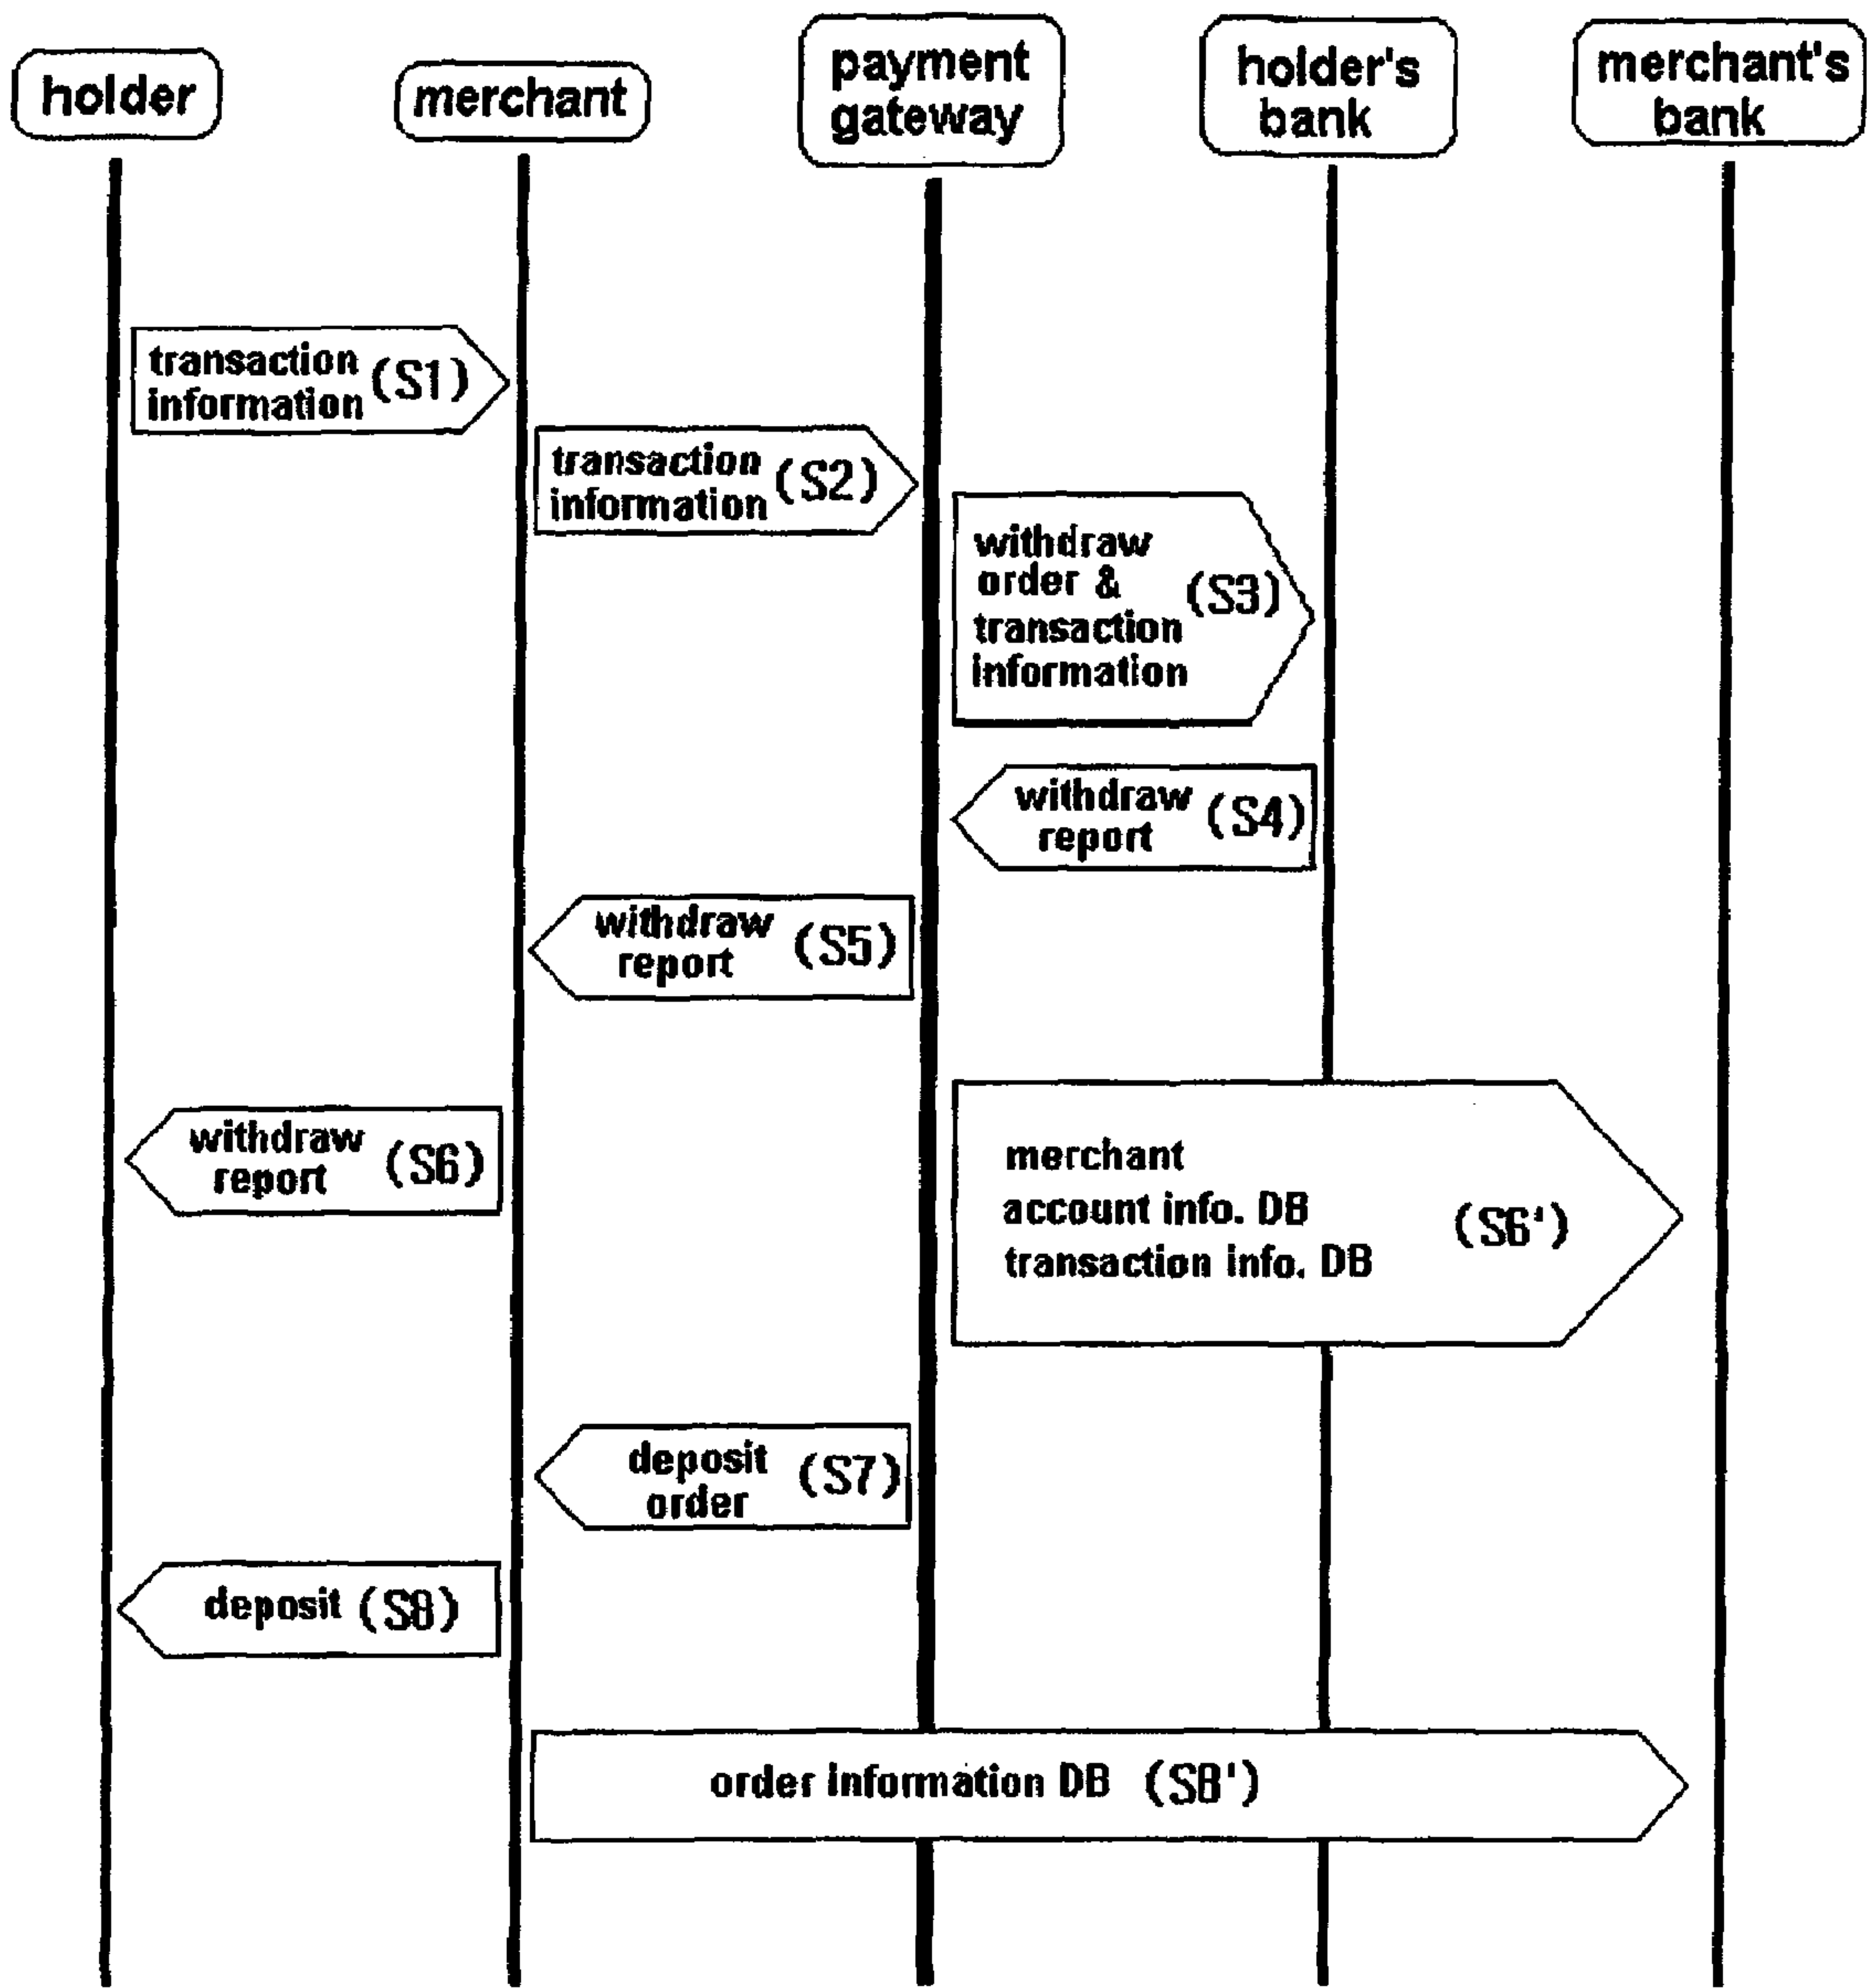 holder
merchant
payment
gateway
holder's
bank
merchant's
bank
transaction
information (S1)
transaction
information (S2)
withdraw
order & (S3)
transaction
information
withdraw (S4)
report
withdraw (S5)
report
withdraw (S6)
report
merchant
account info. DB (S6')
transaction info. DB
deposit (S7)
order
deposit (S8)
order information DB (S8')